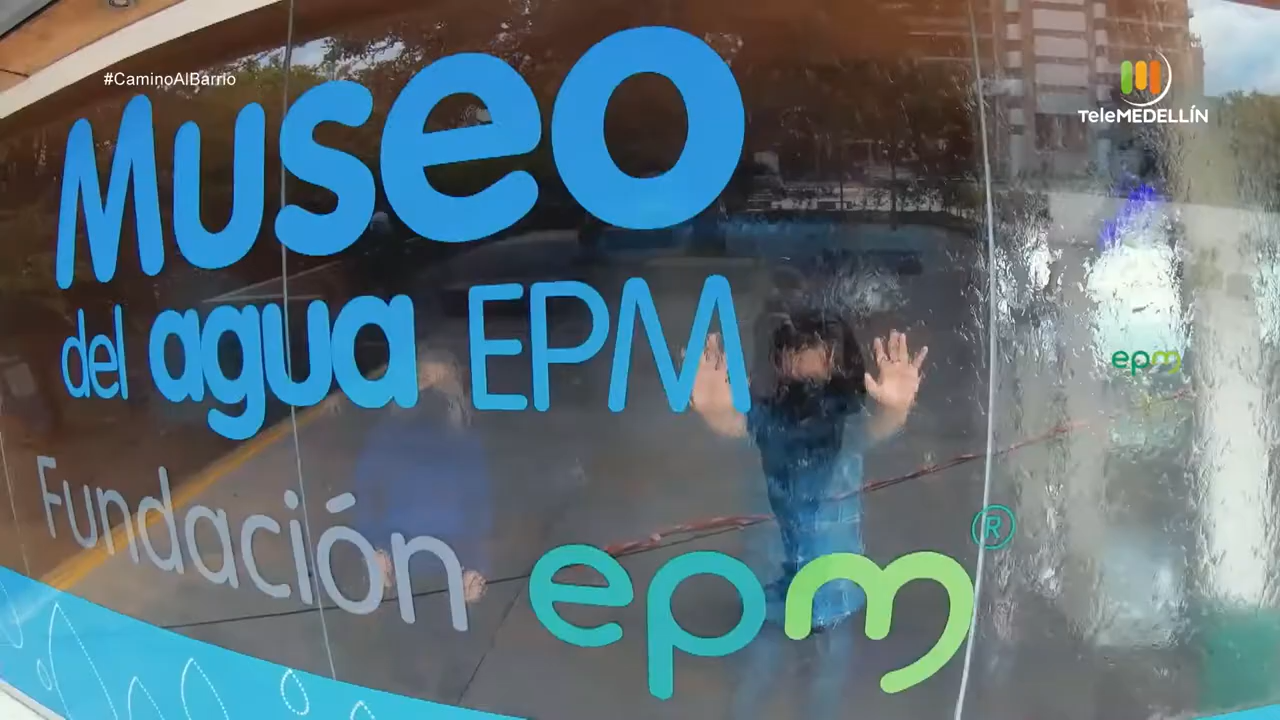 #CaminoAlBarrio
TeleMEDELLÍN
Museo
del agua EPM
epm
Fundación epm®